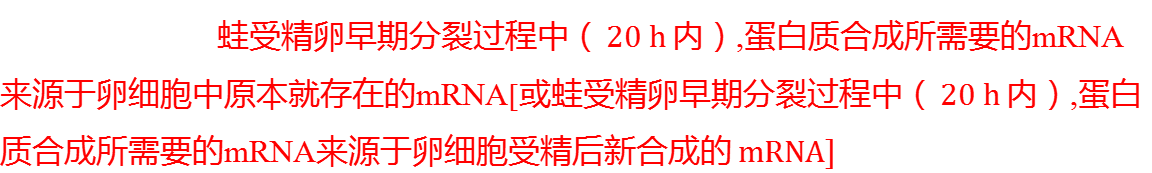 蛙受精卵早期分裂过程中（ 20 h 内）,蛋白质合成所需要的mRNA
来源于卵细胞中原本就存在的mRNA[或蛙受精卵早期分裂过程中（ 20 h 内）,蛋白
质合成所需要的mRNA来源于卵细胞受精后新合成的 mRNA]